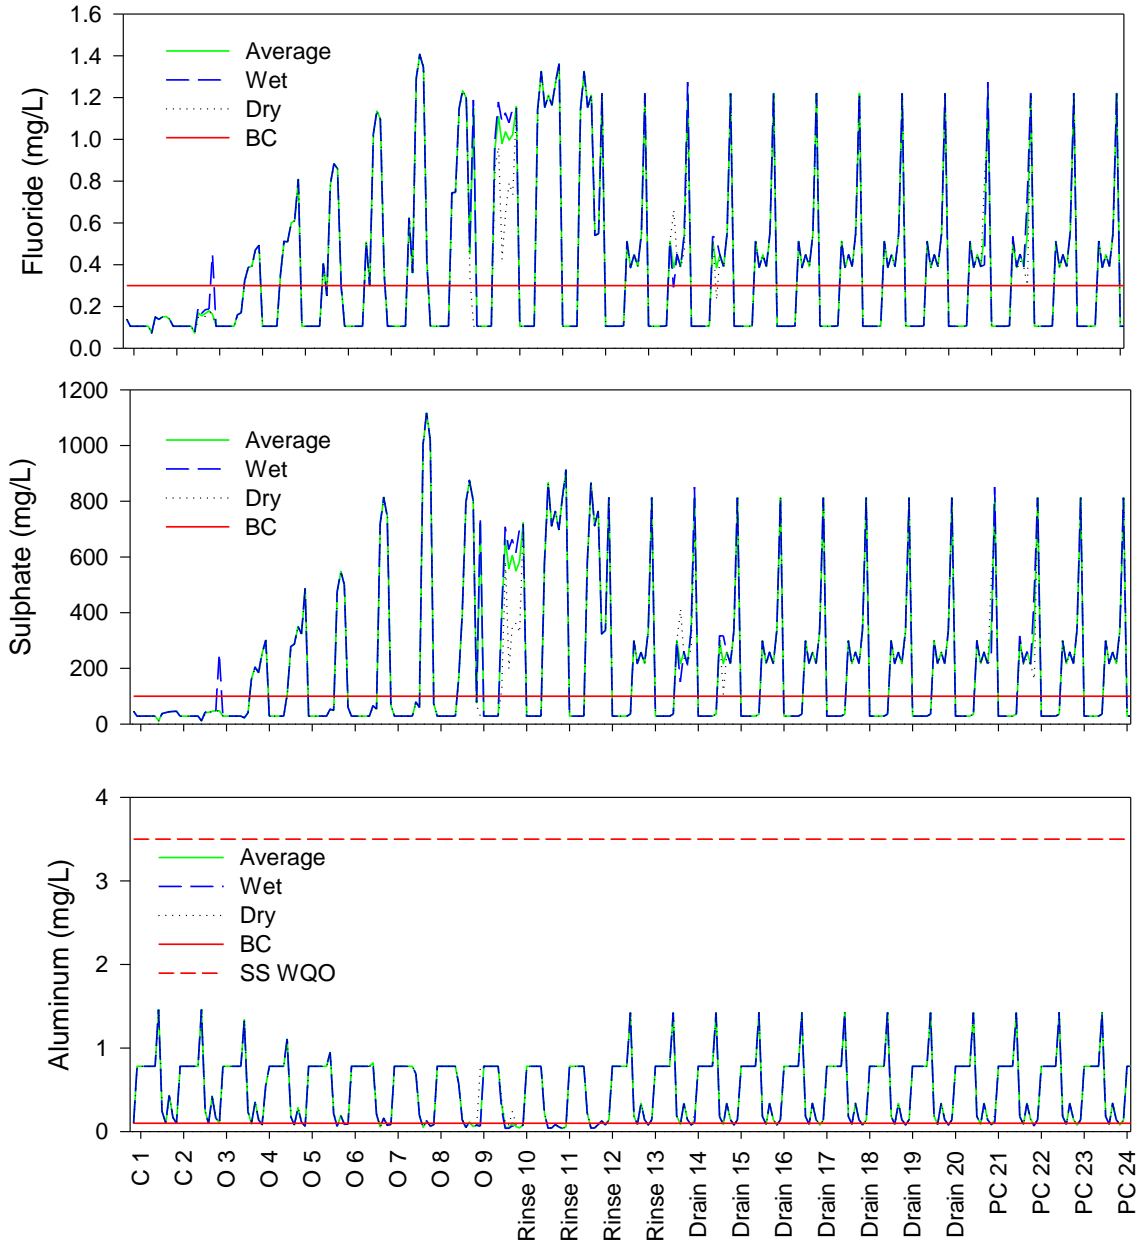 Fluoride (mg/L)
1.6
1.4
1.2
1.0
0.8
0.6
0.4
0.2
0.0
Average
Wet
Dry
BC
Sulphate (mg/L)
1200
1000
800
600
400
200
0
Average
Wet
Dry
BC
Aluminum (mg/L)
4
3
2
1
0
Average
Wet
Dry
BC
SS WQO
C 1
C 2
O 3
O 4
O 5
O 6
O 7
O 8
O 9
Rinse 10
Rinse 11
Rinse 12
Rinse 13
Drain 14
Drain 15
Drain 16
Drain 17
Drain 18
Drain 19
Drain 20
PC 21
PC 22
PC 23
PC 24